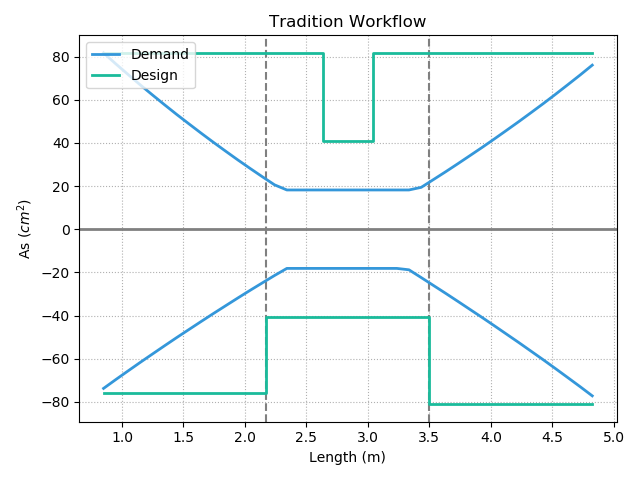 Tradition Workflow
Demand
Design
As (cm²)
80
60
40
20
0
−20
−40
−60
−80
1.0 1.5 2.0 2.5 3.0 3.5 4.0 4.5 5.0
Length (m)